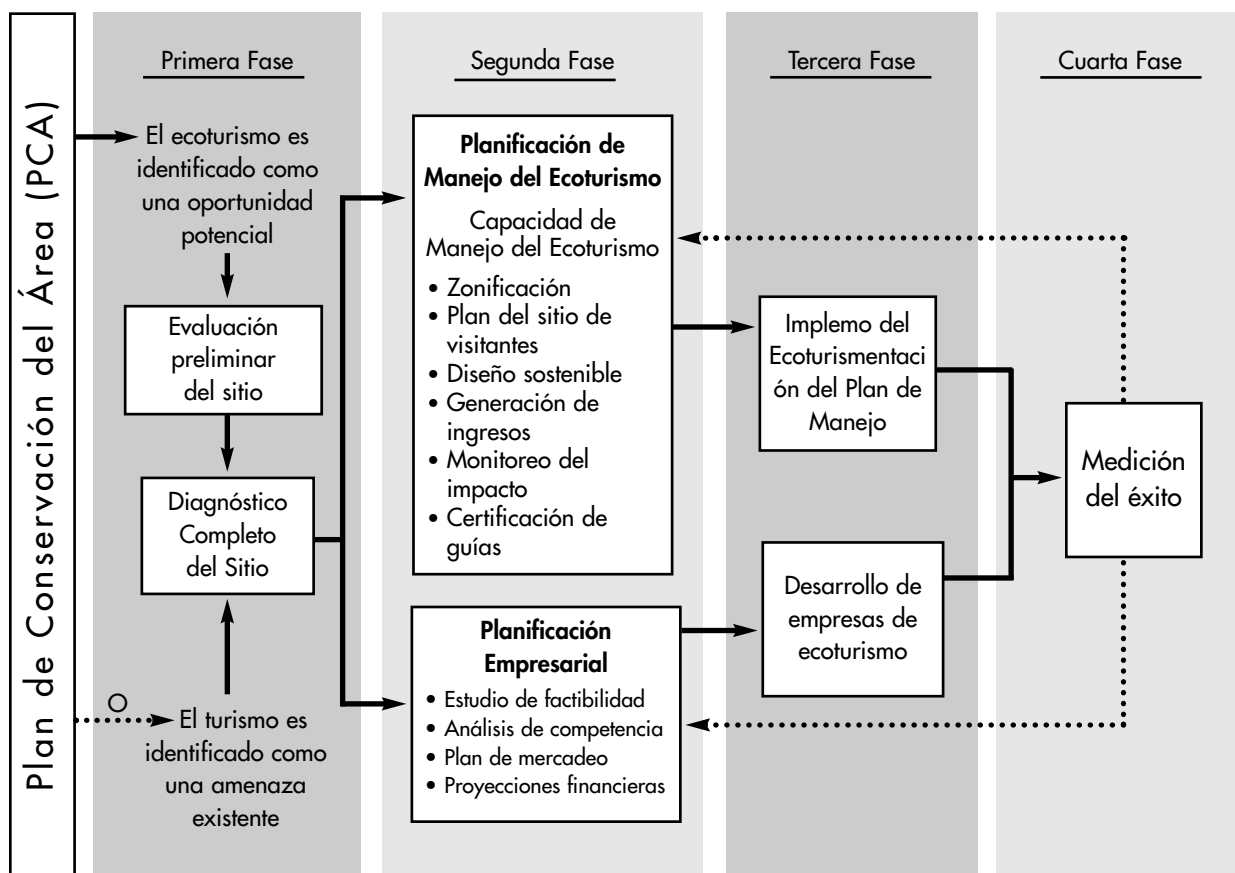 Plan de Conservación del Área (PCA)
Primera Fase
El ecoturismo es
identificado como
una oportunidad
potencial
Evaluación
preliminar
del sitio
Diagnóstico
Completo
del Sitio
O
El turismo es
identificado como
una amenaza
existente
Segunda Fase
Planificación de
Manejo del Ecoturismo
Capacidad de
Manejo del Ecoturismo
• Zonificación
• Plan del sitio de
visitantes
• Diseño sostenible
• Generación de
ingresos
• Monitoreo del
impacto
• Certificación de
guías
Planificación
Empresarial
• Estudio de factibilidad
• Análisis de competencia
• Plan de mercadeo
• Proyecciones financieras
Tercera Fase
Implemo del
Ecoturismentaci
ón del Plan de
Manejo
Desarrollo de
empresas de
ecoturismo
Cuarta Fase
Medición
del éxito